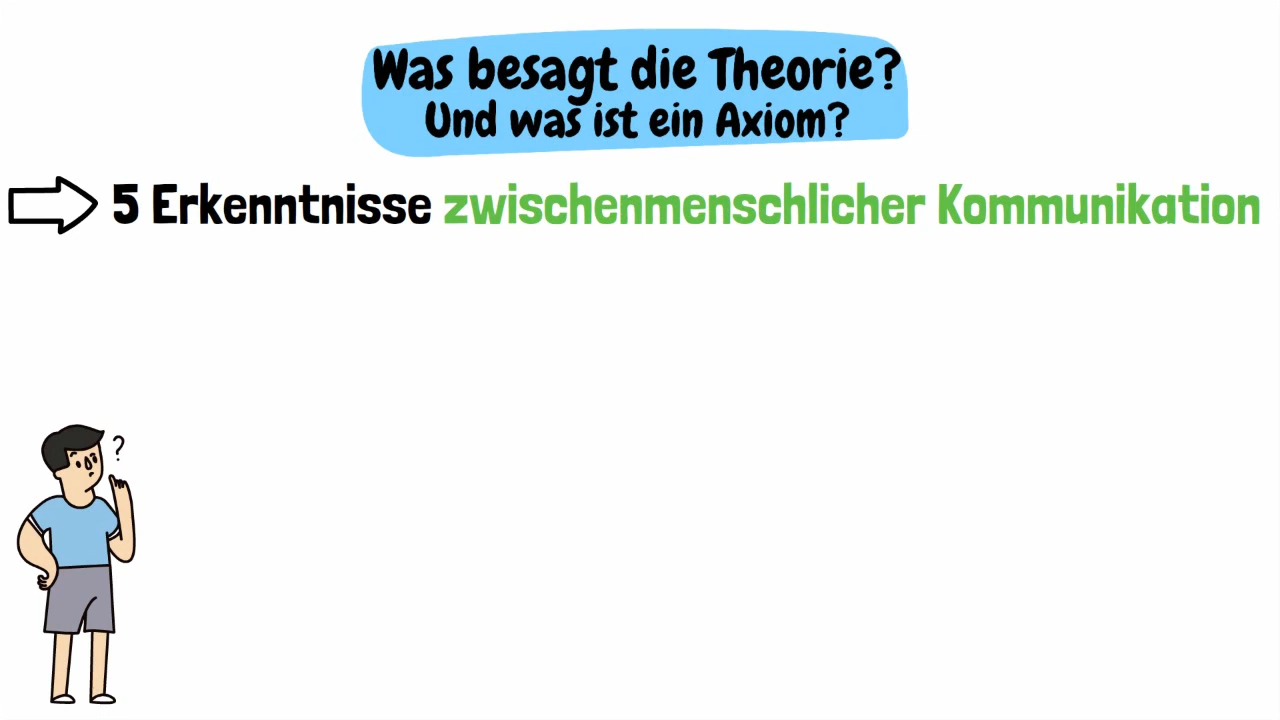 Was besagt die Theorie?
Und was ist ein Axiom?
5 Erkenntnisse zwischenmenschlicher Kommunikation
?